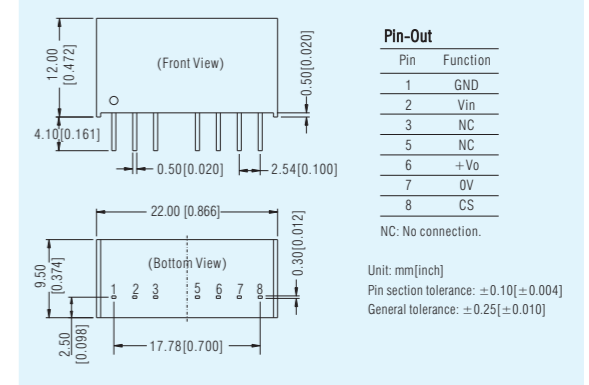 12.00
[0.472]
(Front View)
0.50[0.020]
4.10[0.161]
0.50[0.020]
2.54[0.100]
22.00 [0.866]
9.50
[0.374]
(Bottom View)
0.30[0.012]
1 2 3 5 6 7 8
2.50
[0.098]
17.78[0.700]
Pin-Out
Pin Function
1 GND
2 Vin
3 NC
5 NC
6 +Vo
7 0V
8 CS
NC: No connection.
Unit: mm[inch]
Pin section tolerance: ±0.10[±0.004]
General tolerance: ±0.25[±0.010]